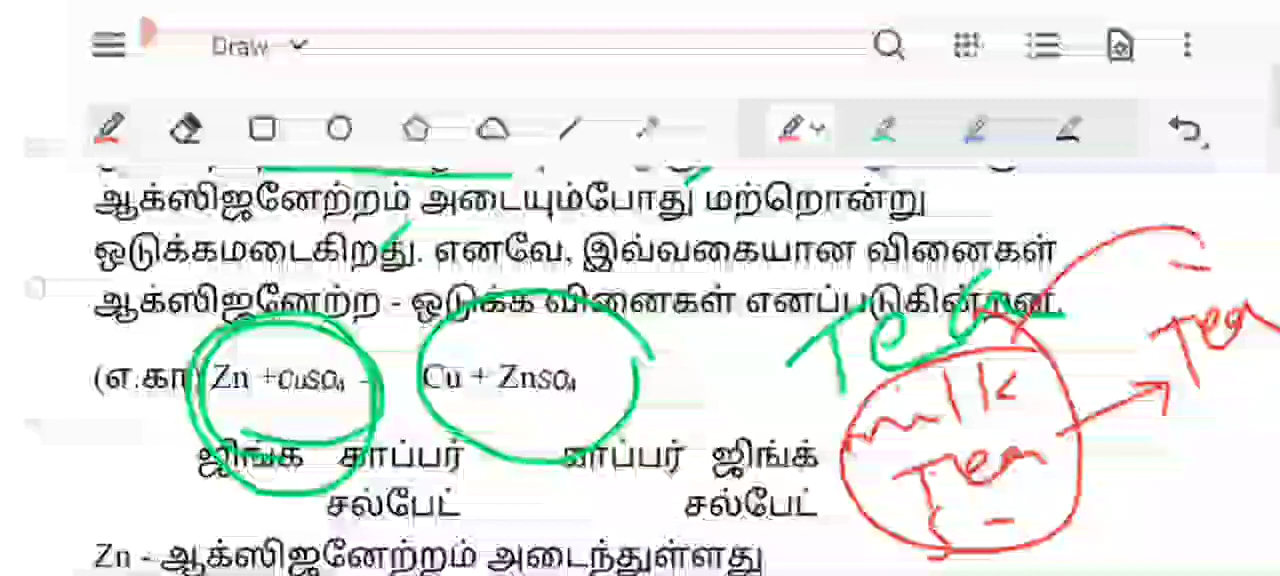 Draw
ஆக்ஸிஜனேற்றம் அடையும்போது மற்றொன்று
ஒடுக்கமடைகிறது. எனவே, இவ்வகையான வினைகள்
ஆக்ஸிஜனேற்ற - ஒடுக்க வினைகள் எனப்படுகின்றன.
Tea
(எ.கா) Zn + CuSO₄ → Cu + ZnSO₄
milk
Tea
Tea
ஜிங்க் காப்பர் காப்பர் ஜிங்க்
சல்பேட் சல்பேட்
Zn - ஆக்ஸிஜனேற்றம் அடைந்துள்ளது